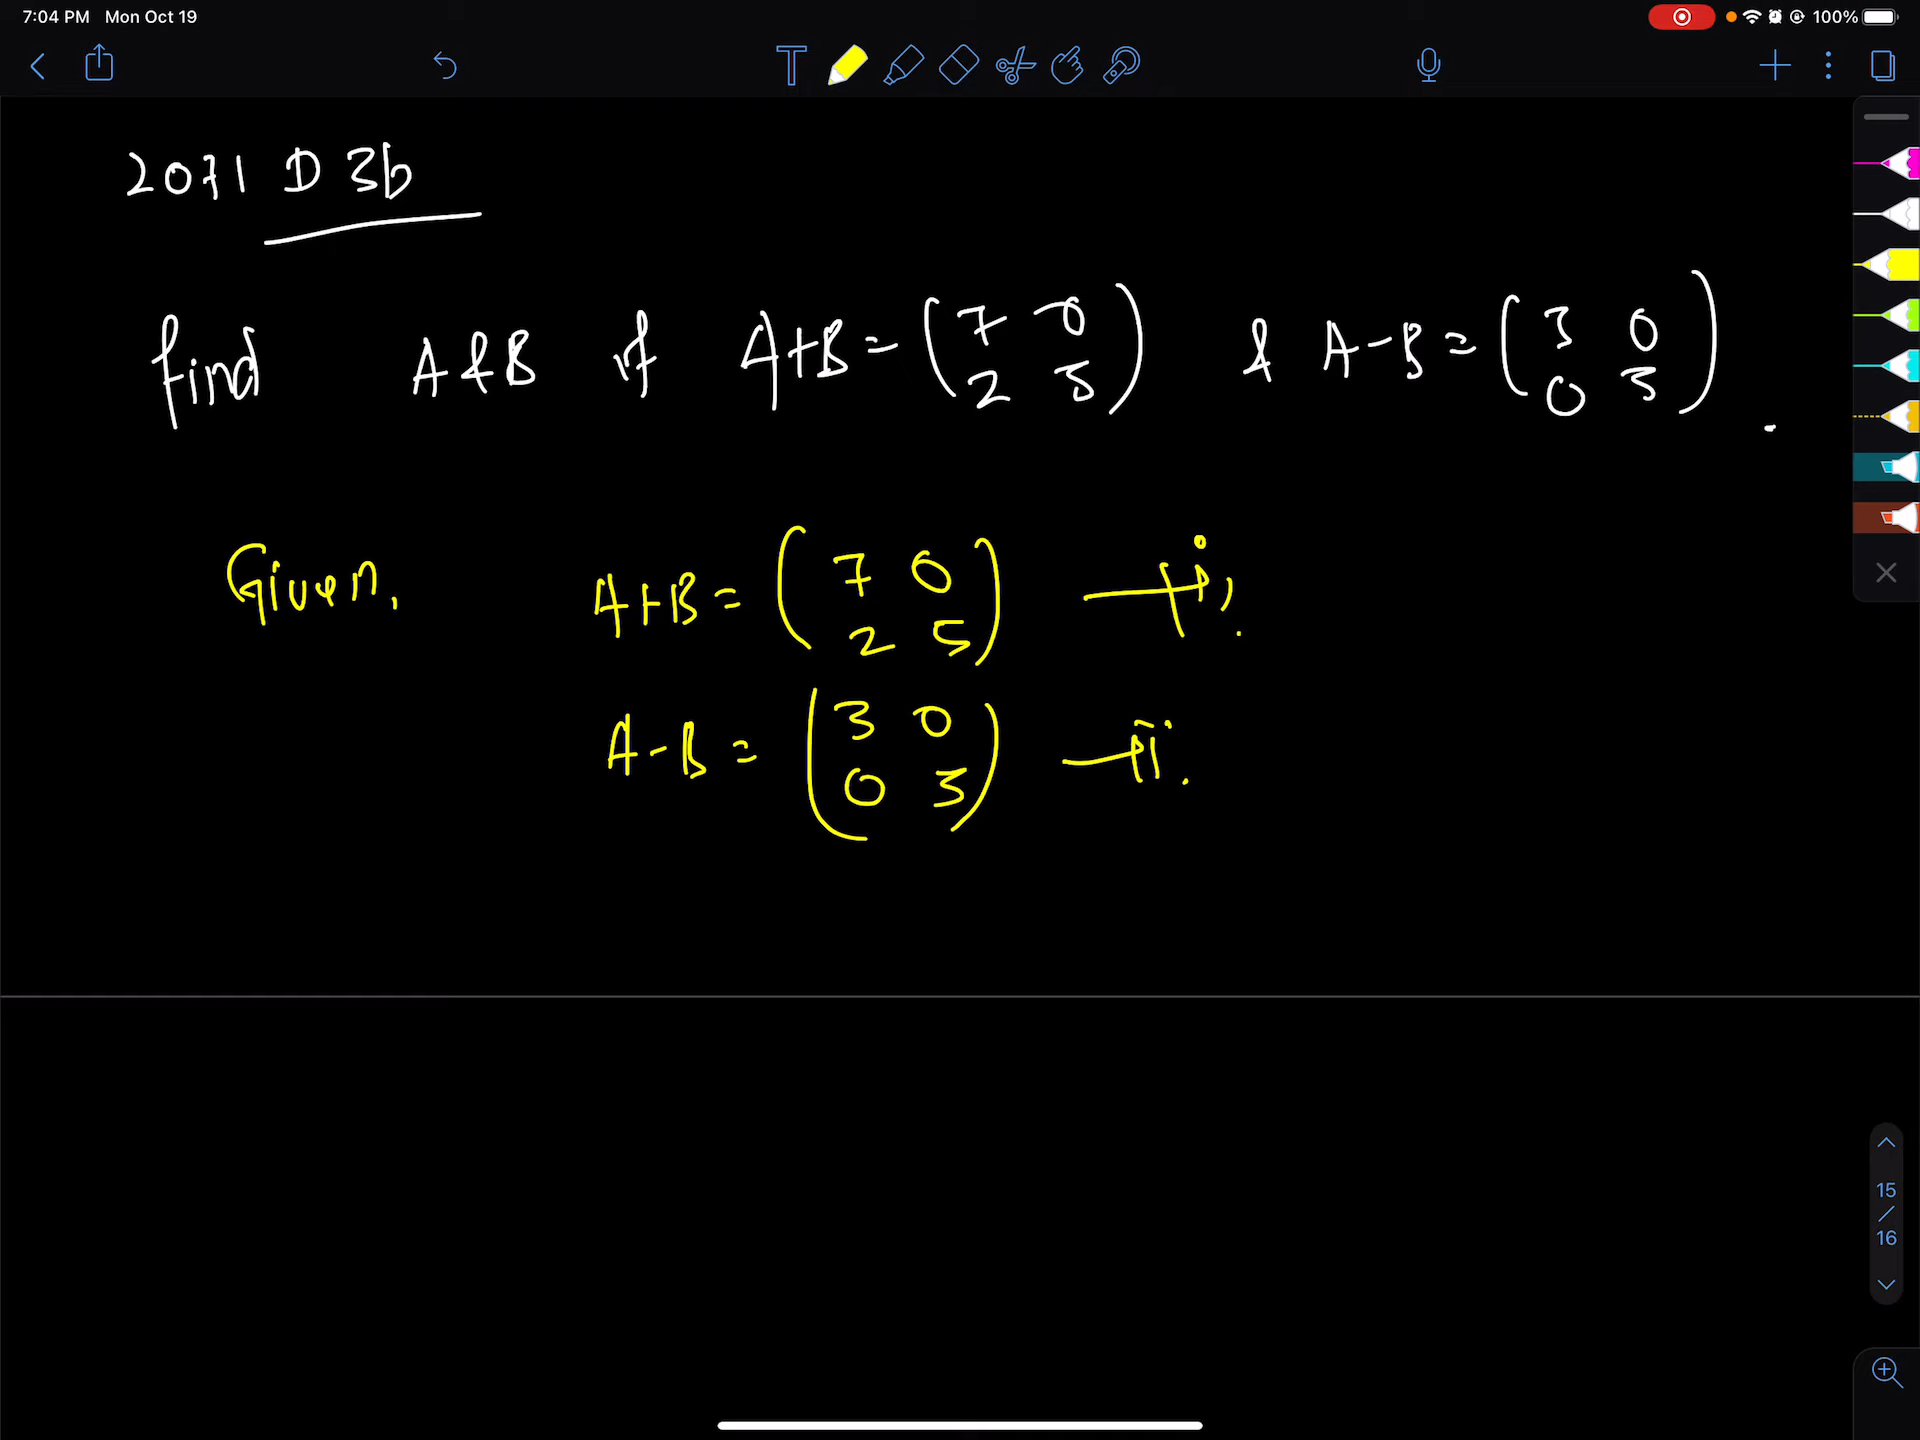 7:04 PM Mon Oct 19
100%
2071 D 3b
find A & B if A+B = (7 0 & A-B = (3 0
2 5) 0 3).
Given, A+B = (7 0 → i,
2 5) .
A-B = (3 0 → ii.
0 3)
15
/
16